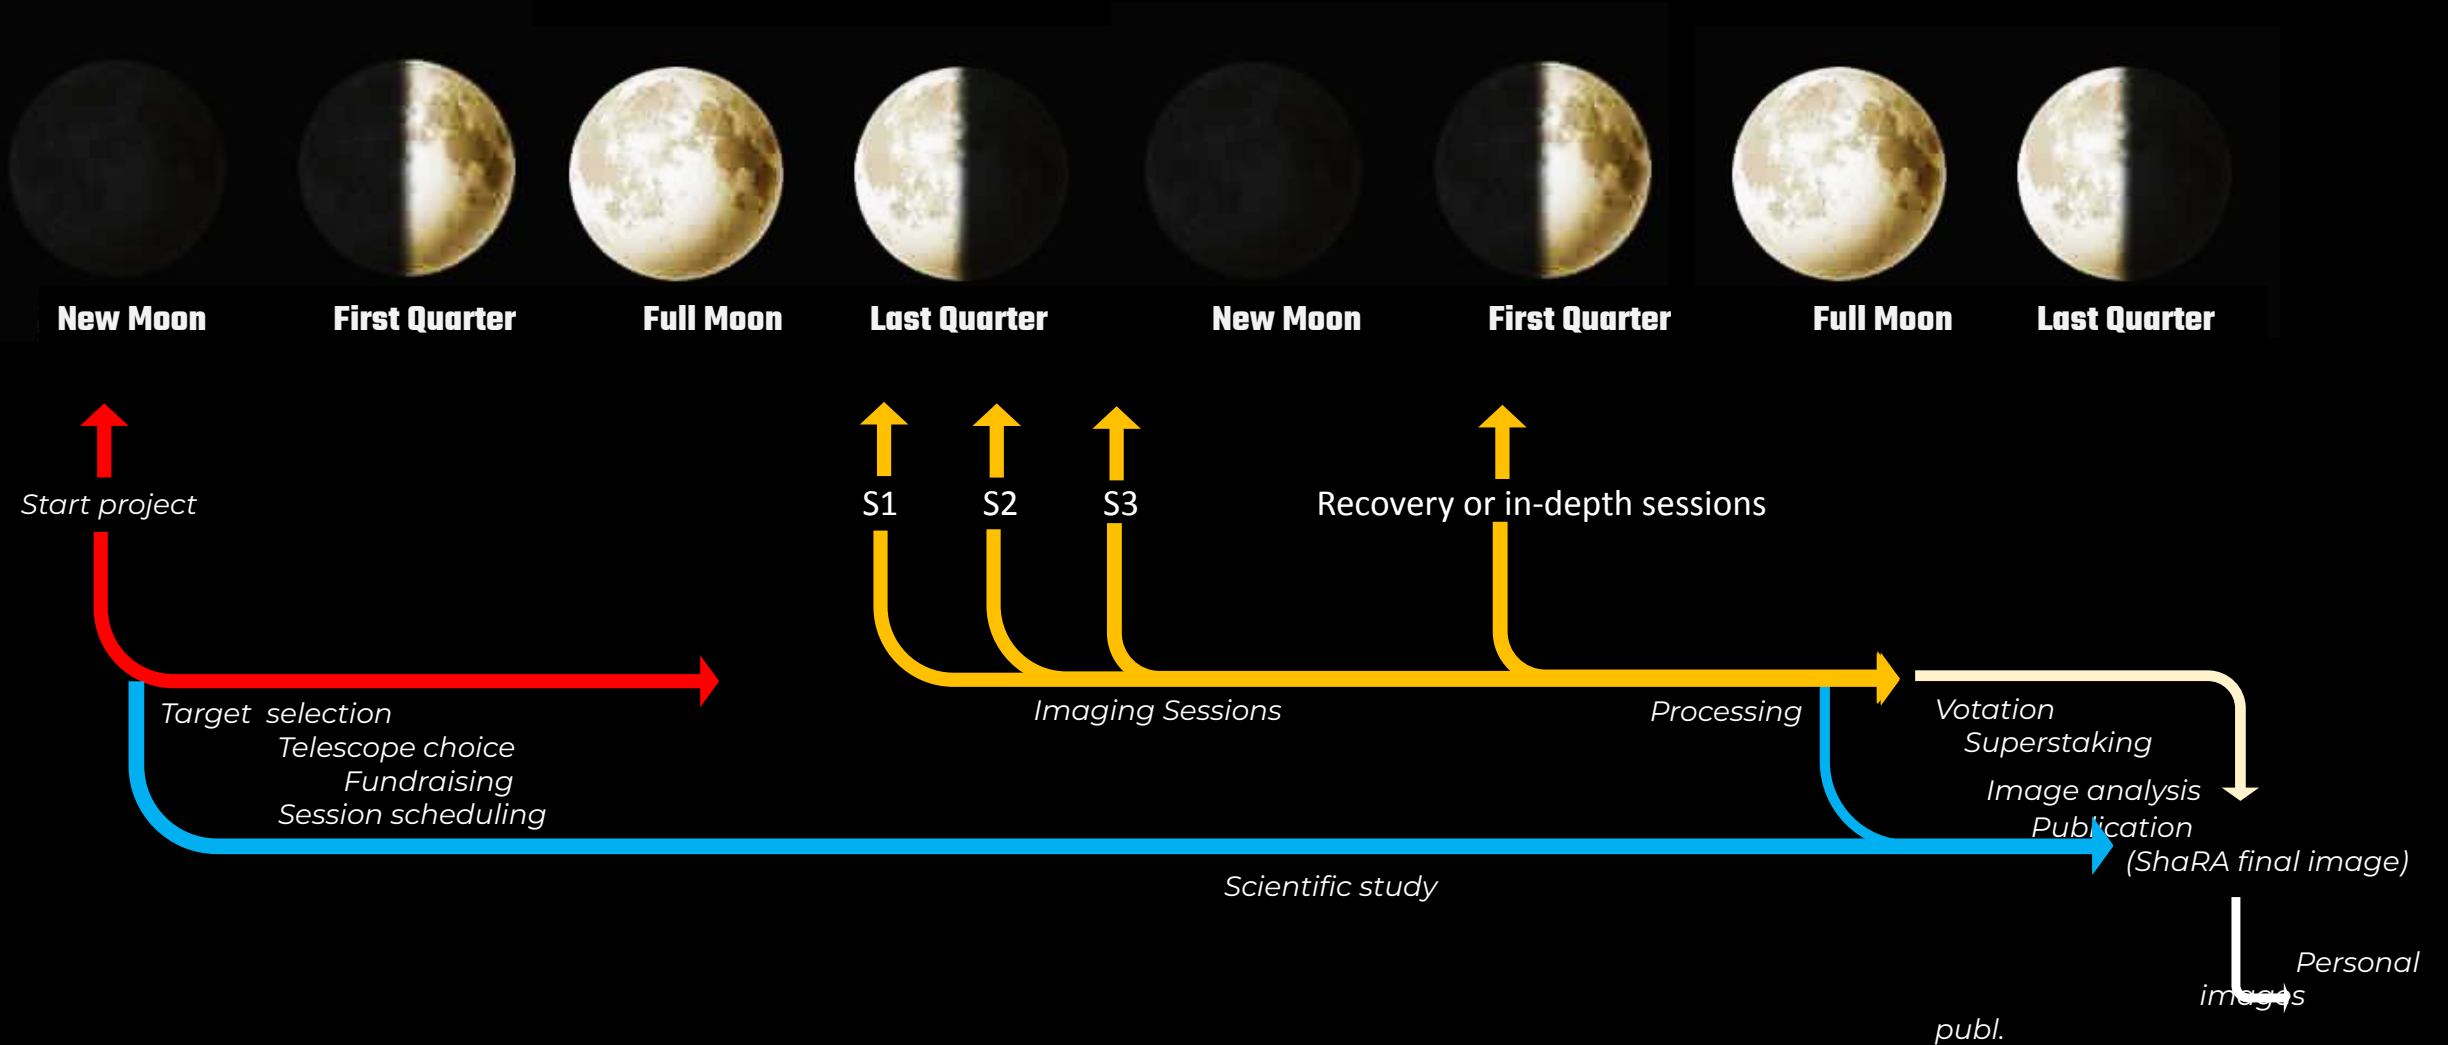 New Moon
First Quarter
Full Moon
Last Quarter
New Moon
First Quarter
Full Moon
Last Quarter
Start project
S1
S2
S3
Recovery or in-depth sessions
Target selection
Telescope choice
Fundraising
Session scheduling
Imaging Sessions
Processing
Votation
Superstaking
Image analysis
Publication
(ShaRA final image)
Scientific study
Personal
images
publ.